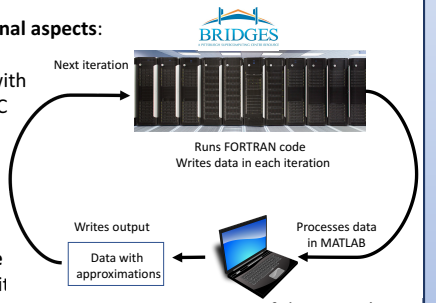 nal aspects:
BRIDGES
Next iteration
with
C
Runs FORTRAN code
Writes data in each iteration
Writes output
Processes data
in MATLAB
Data with
approximations
e